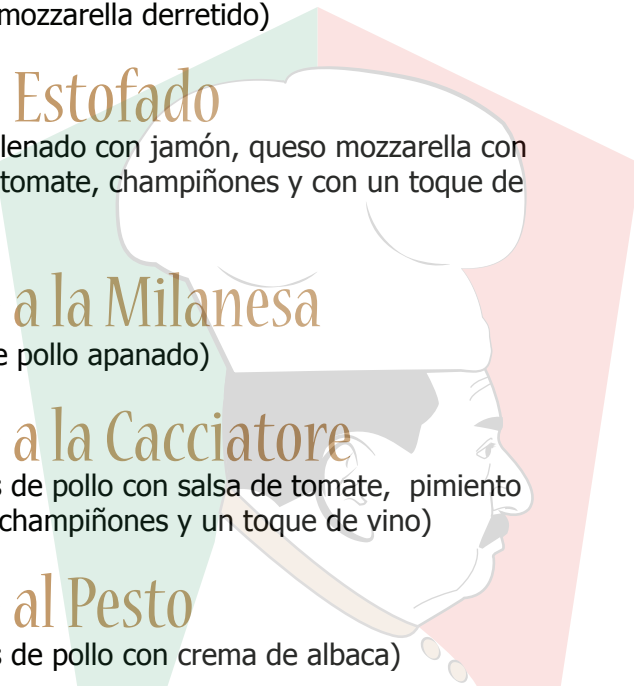 mozzarella derretido)
Estofado
lenado con jamón, queso mozzarella con
tomate, champiñones y con un toque de
a la Milanesa
e pollo apanado)
a la Cacciatore
s de pollo con salsa de tomate, pimiento
champiñones y un toque de vino)
al Pesto
s de pollo con crema de albaca)